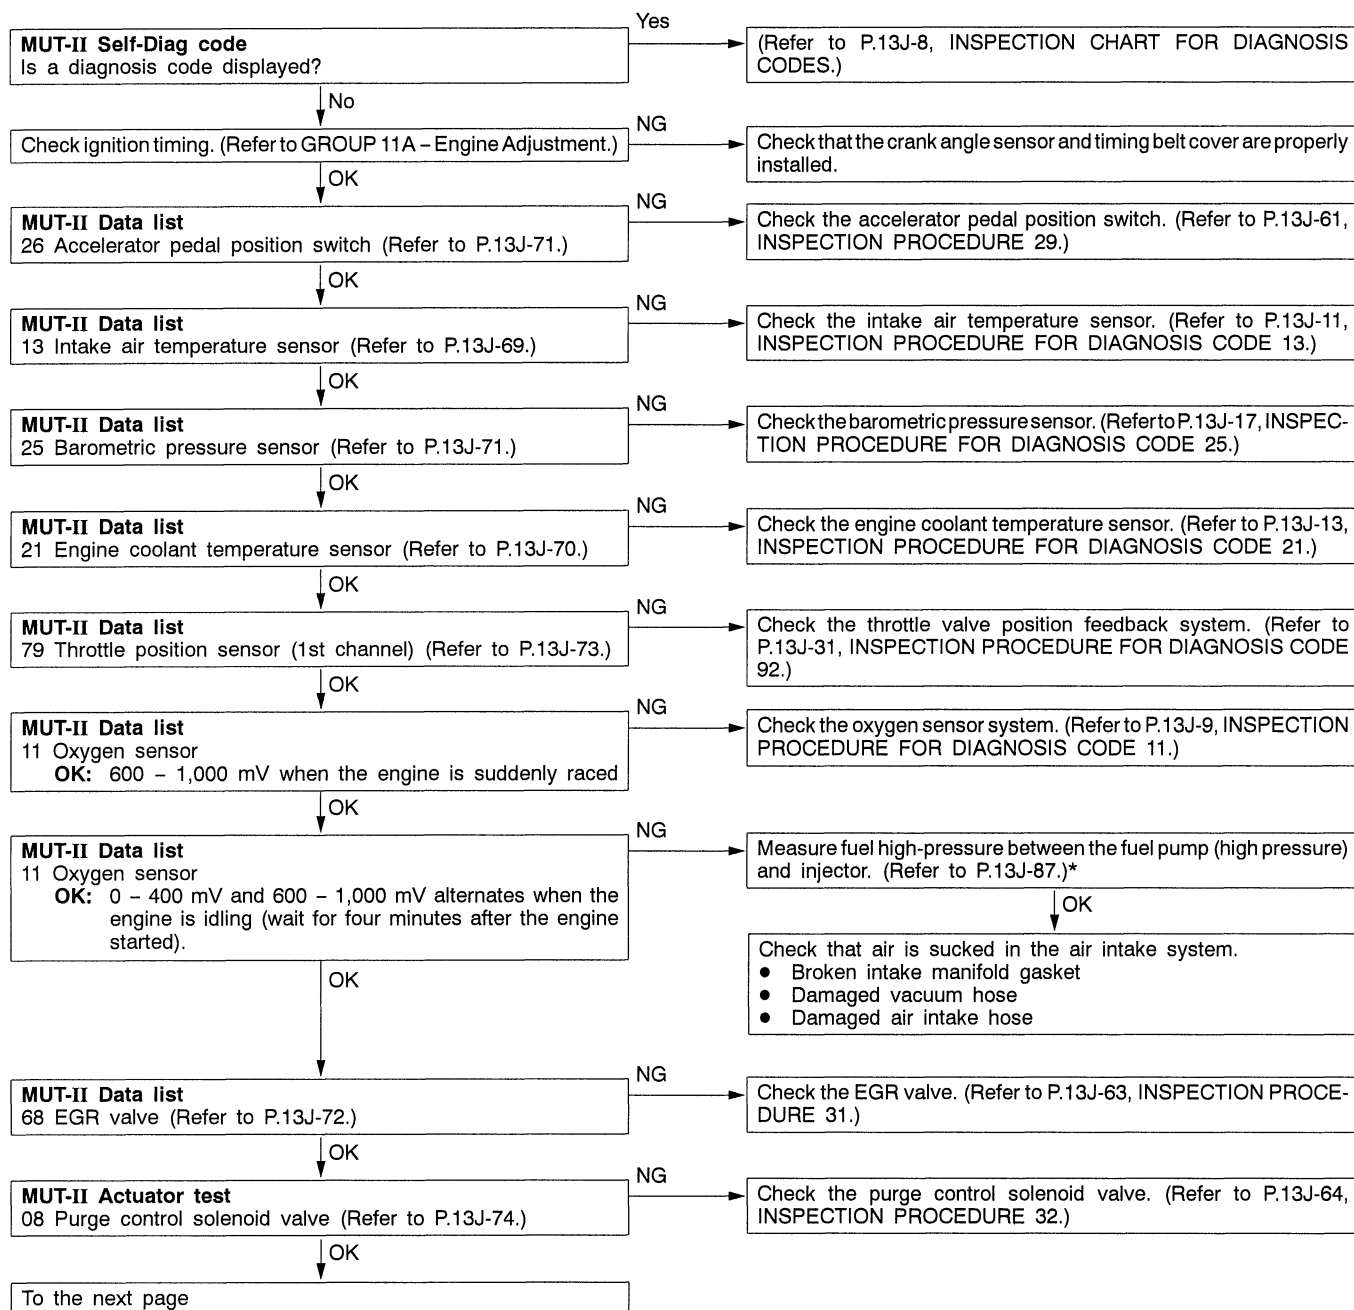 Yes
MUT-II Self-Diag code
Is a diagnosis code displayed?
(Refer to P.13J-8, INSPECTION CHART FOR DIAGNOSIS
CODES.)
No
NG
Check ignition timing. (Refer to GROUP 11A – Engine Adjustment.)
Check that the crank angle sensor and timing belt cover are properly
installed.
OK
NG
MUT-II Data list
26 Accelerator pedal position switch (Refer to P.13J-71.)
Check the accelerator pedal position switch. (Refer to P.13J-61,
INSPECTION PROCEDURE 29.)
OK
NG
MUT-II Data list
13 Intake air temperature sensor (Refer to P.13J-69.)
Check the intake air temperature sensor. (Refer to P.13J-11,
INSPECTION PROCEDURE FOR DIAGNOSIS CODE 13.)
OK
NG
MUT-II Data list
25 Barometric pressure sensor (Refer to P.13J-71.)
Check the barometric pressure sensor. (Refer to P.13J-17, INSPEC-
TION PROCEDURE FOR DIAGNOSIS CODE 25.)
OK
NG
MUT-II Data list
21 Engine coolant temperature sensor (Refer to P.13J-70.)
Check the engine coolant temperature sensor. (Refer to P.13J-13,
INSPECTION PROCEDURE FOR DIAGNOSIS CODE 21.)
OK
NG
MUT-II Data list
79 Throttle position sensor (1st channel) (Refer to P.13J-73.)
Check the throttle valve position feedback system. (Refer to
P.13J-31, INSPECTION PROCEDURE FOR DIAGNOSIS CODE
92.)
OK
NG
MUT-II Data list
11 Oxygen sensor
OK: 600 – 1,000 mV when the engine is suddenly raced
Check the oxygen sensor system. (Refer to P.13J-9, INSPECTION
PROCEDURE FOR DIAGNOSIS CODE 11.)
OK
NG
MUT-II Data list
11 Oxygen sensor
OK: 0 – 400 mV and 600 – 1,000 mV alternates when the
engine is idling (wait for four minutes after the engine
started).
Measure fuel high-pressure between the fuel pump (high pressure)
and injector. (Refer to P.13J-87.)*
OK
Check that air is sucked in the air intake system.
● Broken intake manifold gasket
● Damaged vacuum hose
● Damaged air intake hose
OK
NG
MUT-II Data list
68 EGR valve (Refer to P.13J-72.)
Check the EGR valve. (Refer to P.13J-63, INSPECTION PROCE-
DURE 31.)
OK
NG
MUT-II Actuator test
08 Purge control solenoid valve (Refer to P.13J-74.)
Check the purge control solenoid valve. (Refer to P.13J-64,
INSPECTION PROCEDURE 32.)
OK
To the next page